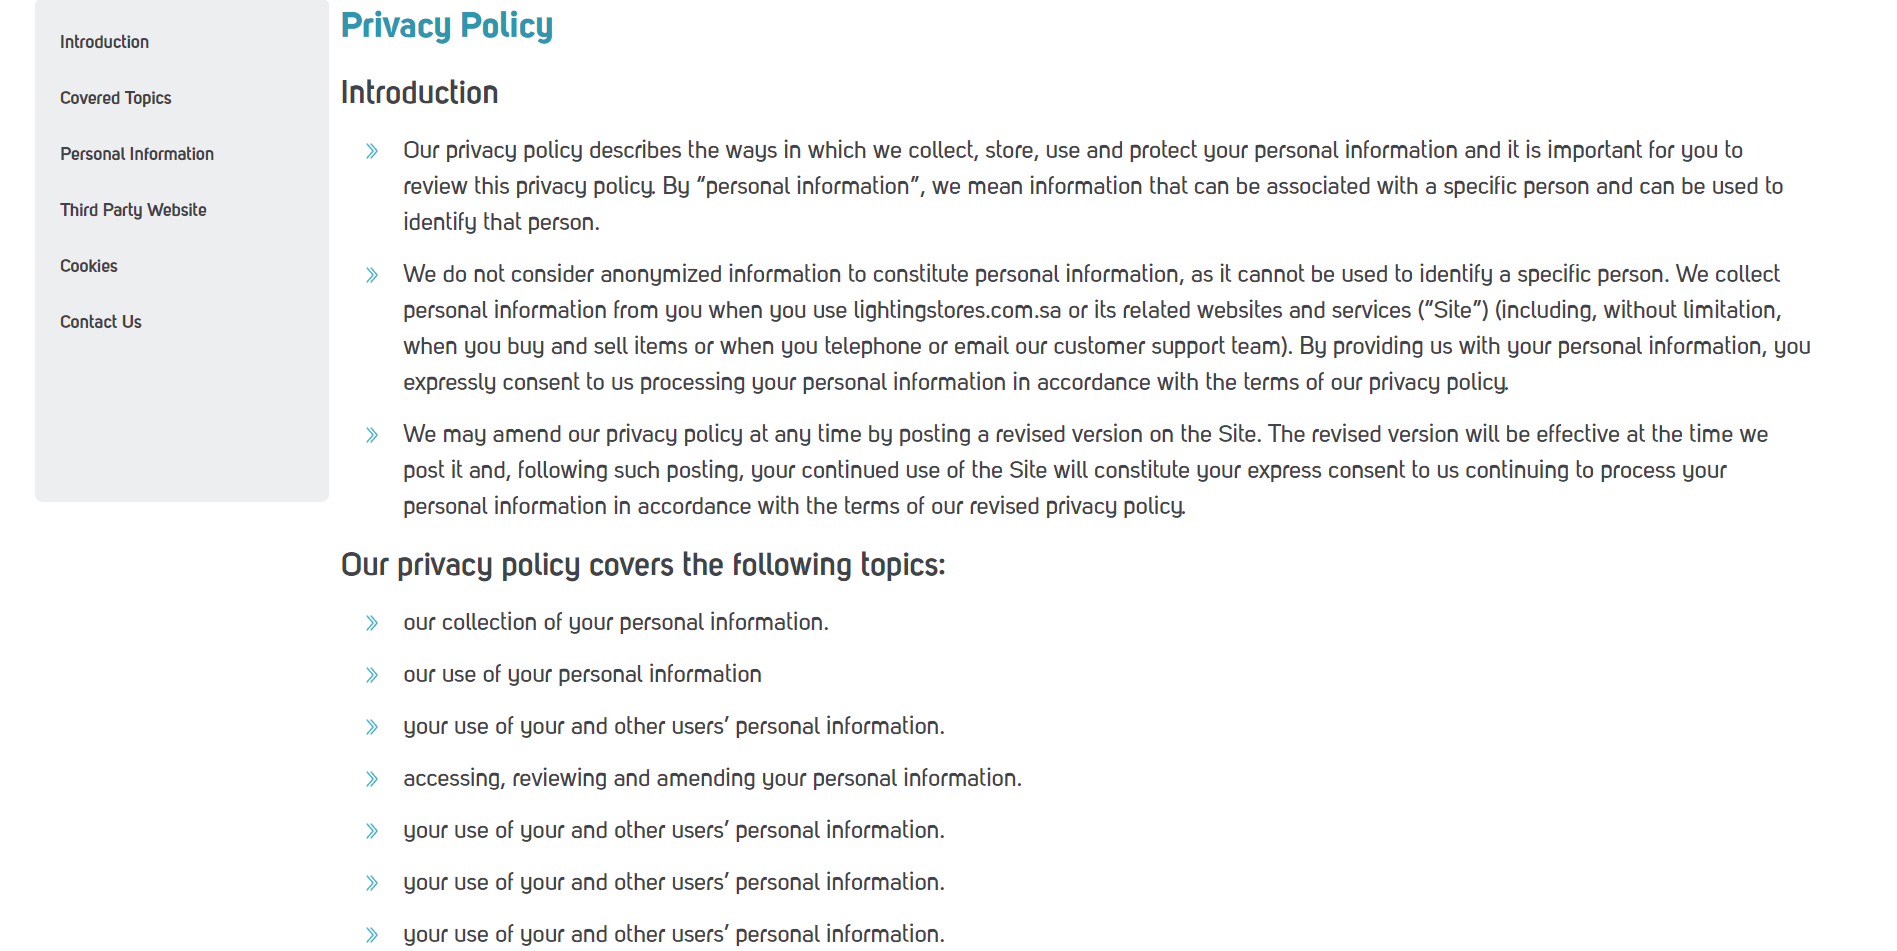 Introduction
Covered Topics
Personal Information
Third Party Website
Cookies
Contact Us
Privacy Policy
Introduction
Our privacy policy describes the ways in which we collect, store, use and protect your personal information and it is important for you to
review this privacy policy. By “personal information”, we mean information that can be associated with a specific person and can be used to
identify that person.
We do not consider anonymized information to constitute personal information, as it cannot be used to identify a specific person. We collect
personal information from you when you use lightingstores.com.sa or its related websites and services (“Site”) (including, without limitation,
when you buy and sell items or when you telephone or email our customer support team). By providing us with your personal information, you
expressly consent to us processing your personal information in accordance with the terms of our privacy policy.
We may amend our privacy policy at any time by posting a revised version on the Site. The revised version will be effective at the time we
post it and, following such posting, your continued use of the Site will constitute your express consent to us continuing to process your
personal information in accordance with the terms of our revised privacy policy.
Our privacy policy covers the following topics:
our collection of your personal information.
our use of your personal information
your use of your and other users’ personal information.
accessing, reviewing and amending your personal information.
your use of your and other users’ personal information.
your use of your and other users’ personal information.
your use of your and other users’ personal information.